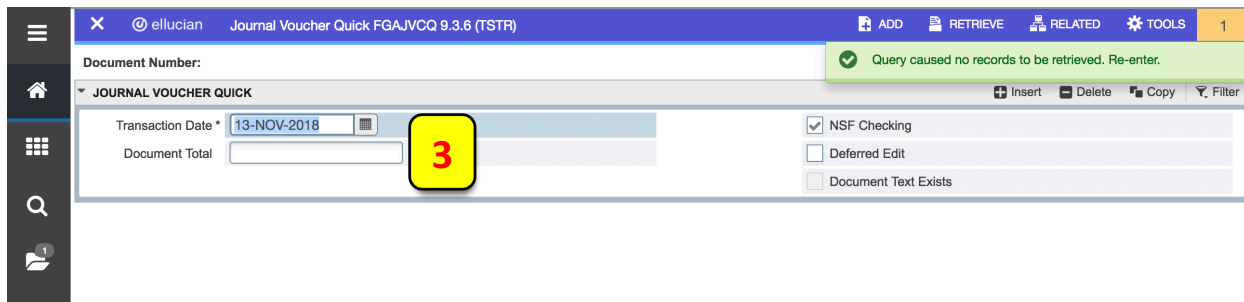 ellucian Journal Voucher Quick FGAJVCQ 9.3.6 (TSTR) ADD RETRIEVE RELATED TOOLS 1
Query caused no records to be retrieved. Re-enter.
Document Number:
JOURNAL VOUCHER QUICK Insert Delete Copy Filter
Transaction Date * 13-NOV-2018 NSF Checking
Document Total Deferred Edit
3
Document Text Exists
1